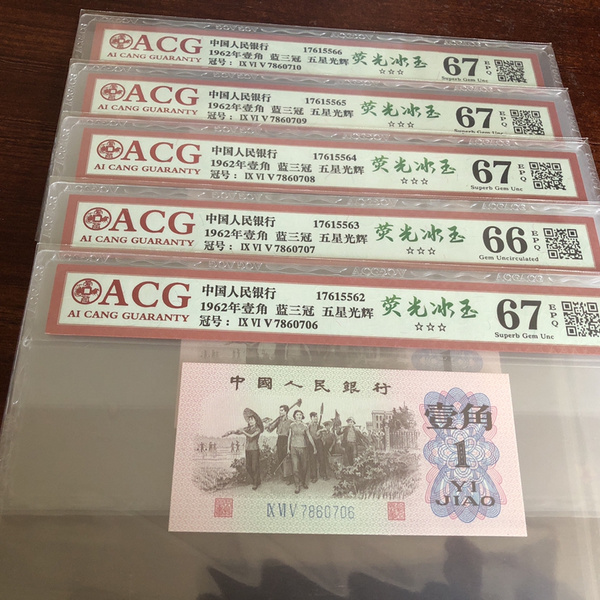 ACG
AI CANG GUARANTY
中国人民银行 17615566
1962年壹角 蓝三冠 五星光辉
冠号: IX VI V 7860710
荧光冰玉
☆☆☆
67 EPQ
Superb Gem Unc
ACG
AI CANG GUARANTY
中国人民银行 17615565
1962年壹角 蓝三冠 五星光辉
冠号: IX VI V 7860709
荧光冰玉
☆☆☆
67 EPQ
Superb Gem Unc
ACG
AI CANG GUARANTY
中国人民银行 17615564
1962年壹角 蓝三冠 五星光辉
冠号: IX VI V 7860708
荧光冰玉
☆☆☆
67 EPQ
Superb Gem Unc
ACG
AI CANG GUARANTY
中国人民银行 17615563
1962年壹角 蓝三冠 五星光辉
冠号: IX VI V 7860707
荧光冰玉
☆☆☆
66 EPQ
Gem Uncirculated
ACG
AI CANG GUARANTY
中国人民银行 17615562
1962年壹角 蓝三冠 五星光辉
冠号: IX VI V 7860706
荧光冰玉
☆☆☆
67 EPQ
Superb Gem Unc
中國人民銀行
壹角
1
YI
JIAO
IX VI V 7860706